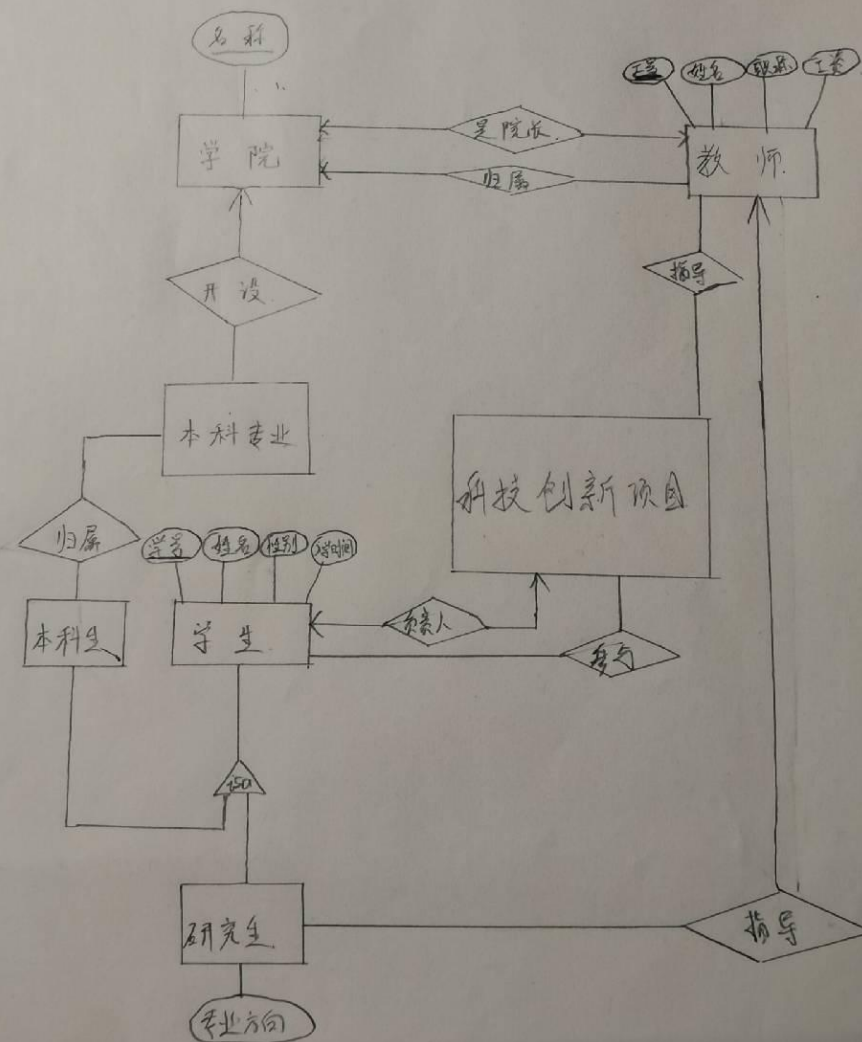 名称
工号 姓名 职称 工资
学院
是院长
教师
归属
开设
指导
本科专业
科技创新项目
归属
学号 姓名 性别 入学时间
本科生
学生
负责人
参与
isa
研究生
指导
专业方向